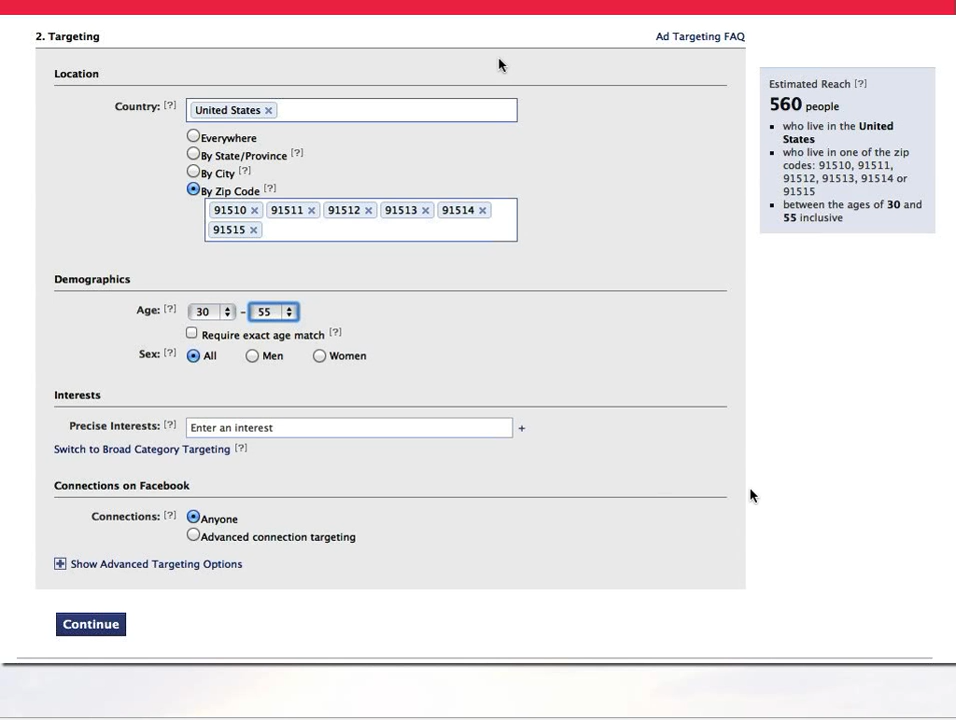 2. Targeting
Ad Targeting FAQ
Location
Country: [?]
United States ×
Everywhere
By State/Province [?]
By City [?]
By Zip Code [?]
91510 × 91511 × 91512 × 91513 × 91514 ×
91515 ×
Demographics
Age: [?] 30 – 55
Require exact age match [?]
Sex: [?] All Men Women
Interests
Precise Interests: [?] Enter an interest +
Switch to Broad Category Targeting [?]
Connections on Facebook
Connections: [?] Anyone
Advanced connection targeting
+ Show Advanced Targeting Options
Continue
Estimated Reach [?]
560 people
▪ who live in the United
States
▪ who live in one of the zip
codes: 91510, 91511,
91512, 91513, 91514 or
91515
▪ between the ages of 30 and
55 inclusive